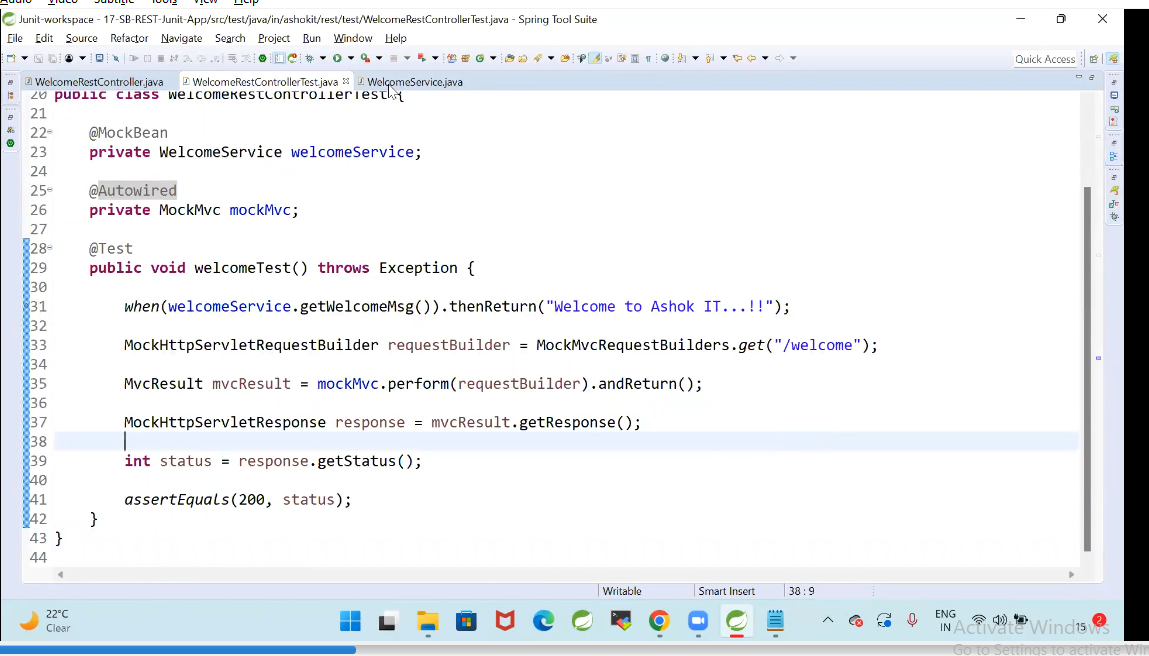 Audio Video Subtitle Tools View Help
Junit-workspace - 17-SB-REST-Junit-App/src/test/java/in/ashokit/rest/test/WelcomeRestControllerTest.java - Spring Tool Suite
File Edit Source Refactor Navigate Search Project Run Window Help
Quick Access
WelcomeRestController.java WelcomeRestControllerTest.java WelcomeService.java
20 public class WelcomeRestControllerTest {
21
22 @MockBean
23 private WelcomeService welcomeService;
24
25 @Autowired
26 private MockMvc mockMvc;
27
28 @Test
29 public void welcomeTest() throws Exception {
30
31 when(welcomeService.getWelcomeMsg()).thenReturn("Welcome to Ashok IT...!!");
32
33 MockHttpServletRequestBuilder requestBuilder = MockMvcRequestBuilders.get("/welcome");
34
35 MvcResult mvcResult = mockMvc.perform(requestBuilder).andReturn();
36
37 MockHttpServletResponse response = mvcResult.getResponse();
38
39 int status = response.getStatus();
40
41 assertEquals(200, status);
42 }
43 }
44
Writable Smart Insert 38 : 9
22°C
Clear
ENG
IN
15 2
Activate Windows
Go to Settings to activate Win